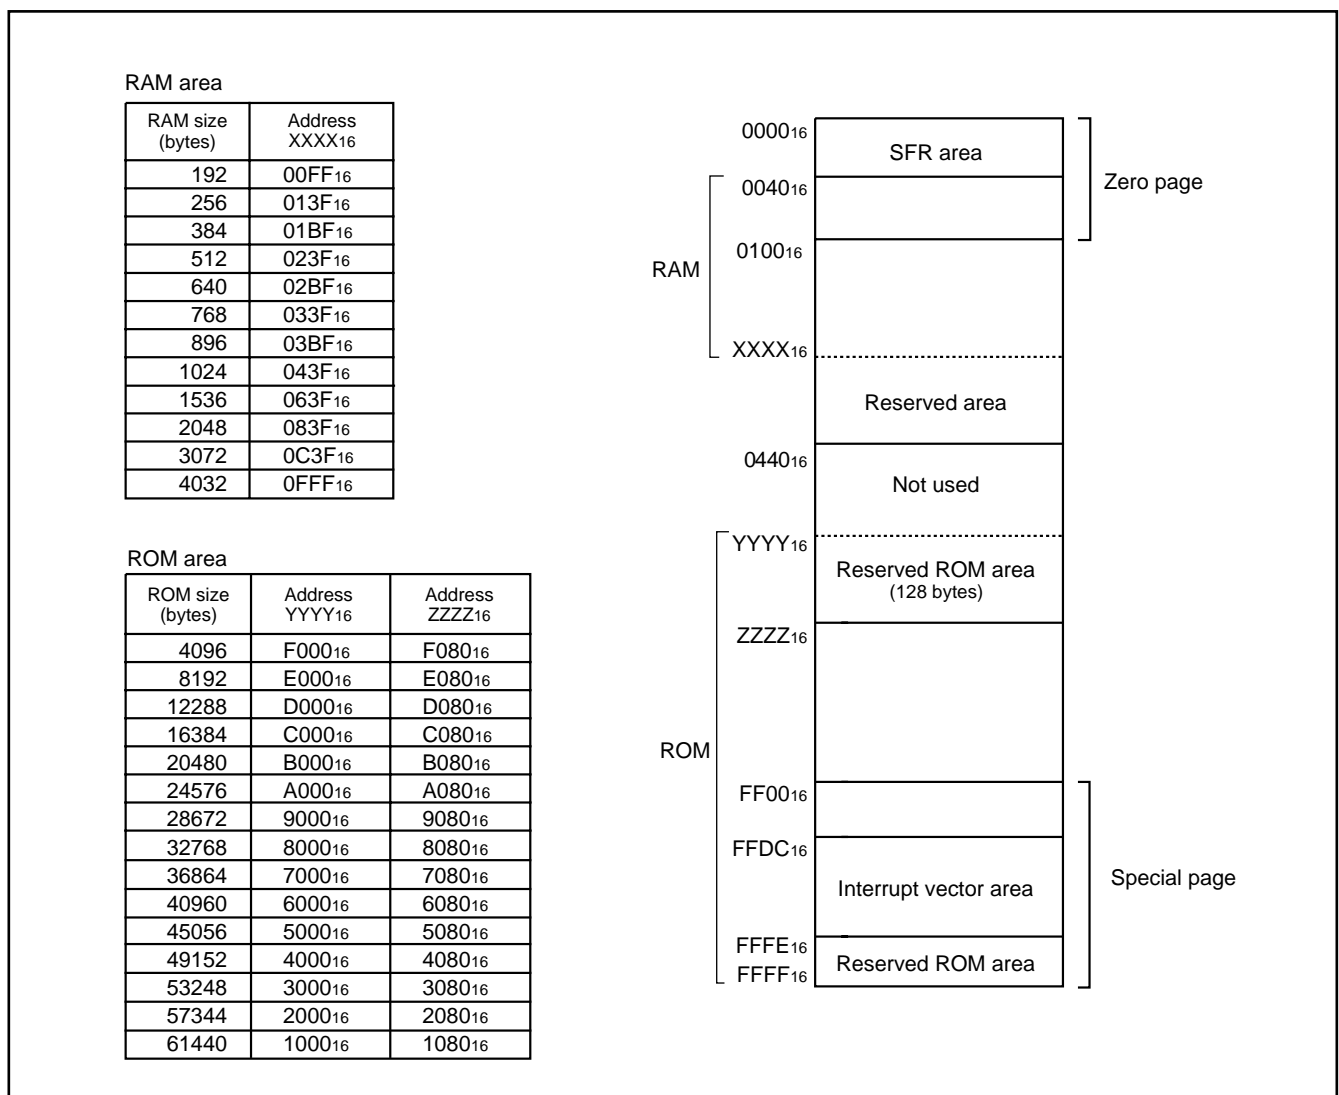 RAM area
RAM size (bytes) Address XXXX16
192 00FF16
256 013F16
384 01BF16
512 023F16
640 02BF16
768 033F16
896 03BF16
1024 043F16
1536 063F16
2048 083F16
3072 0C3F16
4032 0FFF16
ROM area
ROM size (bytes) Address YYYY16 Address ZZZZ16
4096 F00016 F08016
8192 E00016 E08016
12288 D00016 D08016
16384 C00016 C08016
20480 B00016 B08016
24576 A00016 A08016
28672 900016 908016
32768 800016 808016
36864 700016 708016
40960 600016 608016
45056 500016 508016
49152 400016 408016
53248 300016 308016
57344 200016 208016
61440 100016 108016
000016
SFR area
Zero page
004016
010016
RAM
XXXX16
Reserved area
044016
Not used
YYYY16
Reserved ROM area
(128 bytes)
ZZZZ16
ROM
FF0016
FFDC16
Interrupt vector area
Special page
FFFE16
Reserved ROM area
FFFF16